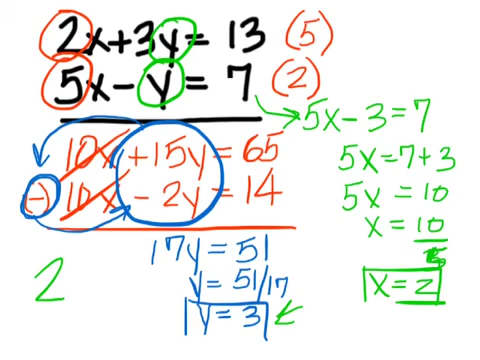 2x+3y = 13 (5)
5x-y = 7 (2)
5x-3=7
10x +15y = 65
5x=7+3
(-) 10x - 2y = 14
5x = 10
x = 10/5
17y = 51
y = 51/17
x=2
2
y = 3